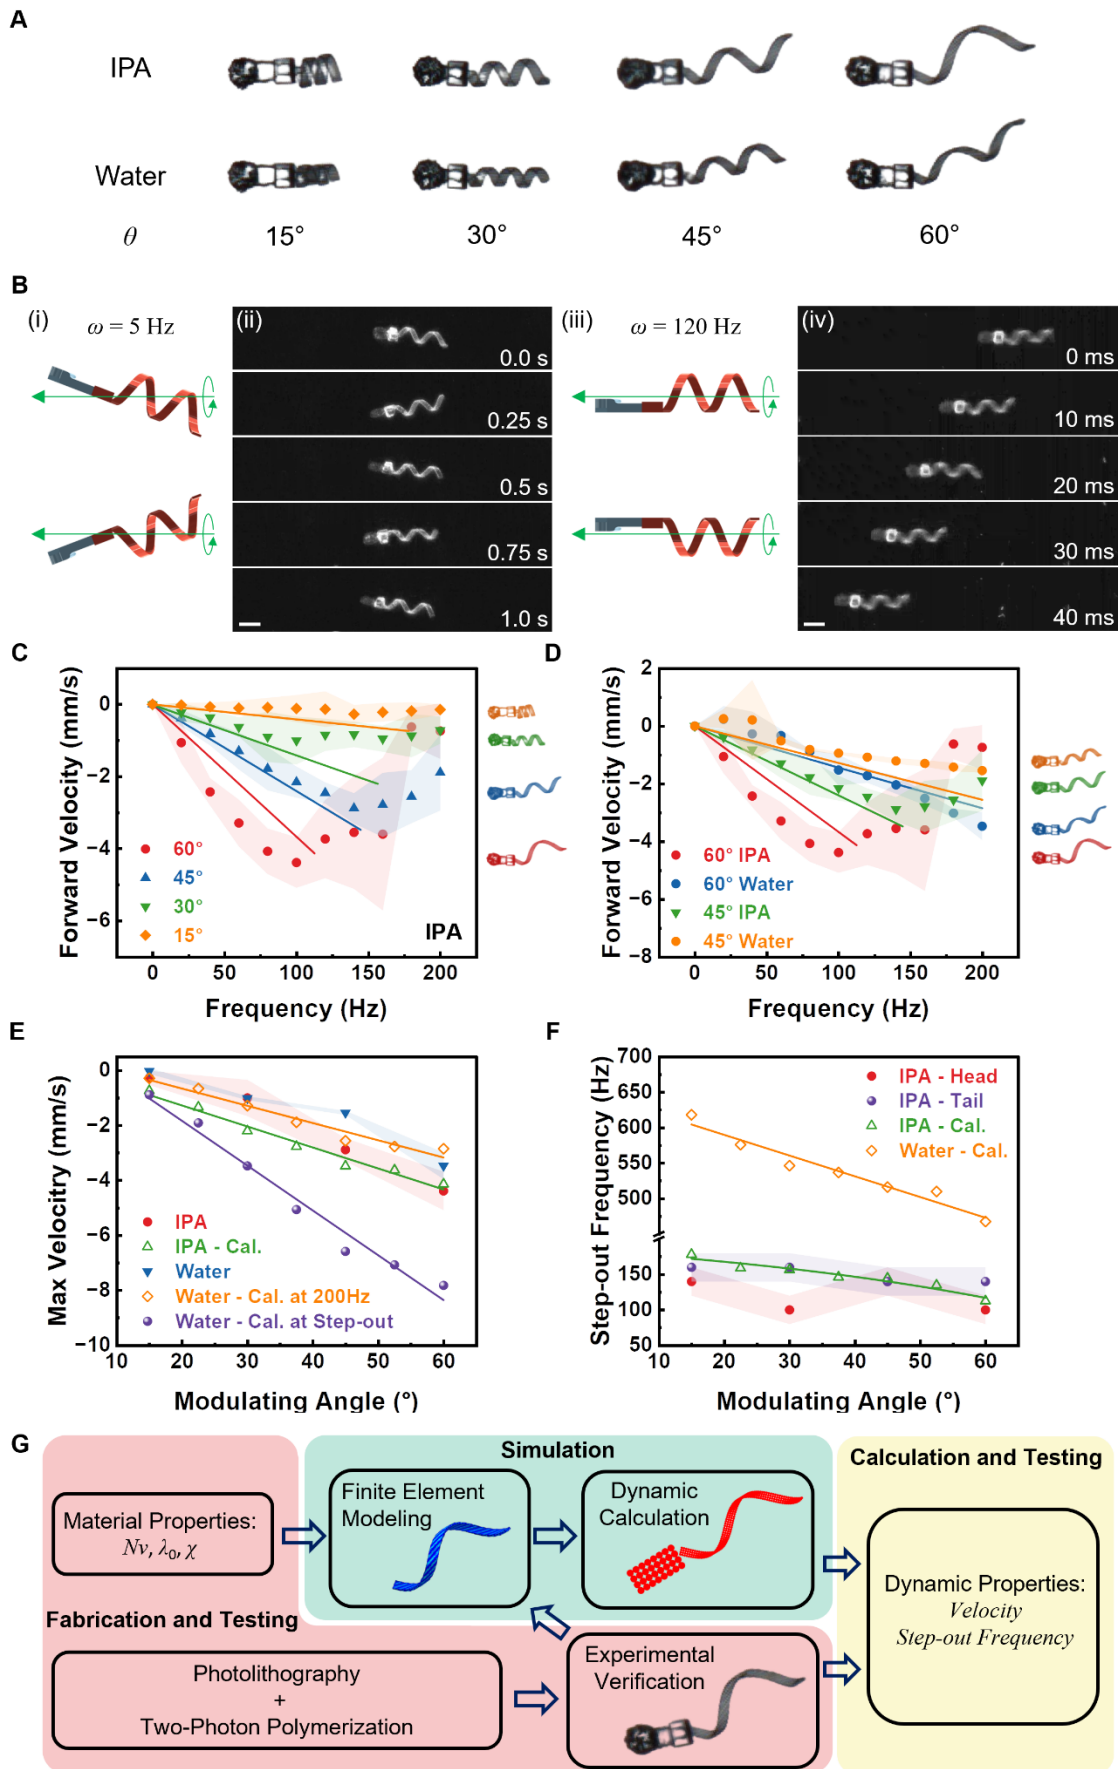 A
IPA
Water
θ 15° 30° 45° 60°
B
(i) ω = 5 Hz (ii) (iii) ω = 120 Hz (iv)
0.0 s
0.25 s
0.5 s
0.75 s
1.0 s
0 ms
10 ms
20 ms
30 ms
40 ms
C
Forward Velocity (mm/s)
0
−2
−4
−6
60°
45°
30°
15°
IPA
0 50 100 150 200
Frequency (Hz)
D
Forward Velocity (mm/s)
2
0
−2
−4
−6
−8
60° IPA
60° Water
45° IPA
45° Water
0 50 100 150 200
Frequency (Hz)
E
Max Velocitry (mm/s)
0
−2
−4
−6
−8
−10
IPA
IPA - Cal.
Water
Water - Cal. at 200Hz
Water - Cal. at Step-out
10 20 30 40 50 60
Modulating Angle (°)
F
Step-out Frequency (Hz)
700
650
600
550
500
150
100
50
IPA - Head
IPA - Tail
IPA - Cal.
Water - Cal.
10 20 30 40 50 60
Modulating Angle (°)
G
Simulation
Calculation and Testing
Material Properties:
Nv, λ₀, χ
Finite Element
Modeling
Dynamic
Calculation
Fabrication and Testing
Photolithography
+
Two-Photon Polymerization
Experimental
Verification
Dynamic Properties:
Velocity
Step-out Frequency